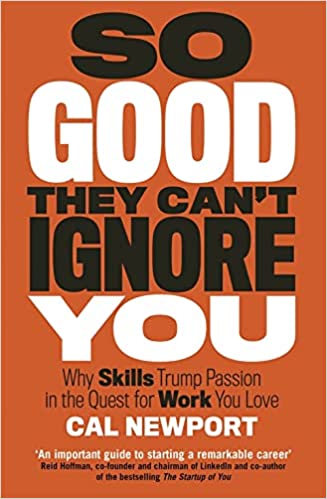 SO
GOOD
THEY CAN'T
IGNORE
YOU
Why Skills Trump Passion
in the Quest for Work You Love
CAL NEWPORT
‘An important guide to starting a remarkable career’
Reid Hoffman, co-founder and chairman of LinkedIn and co-author
of the bestselling The Startup of You